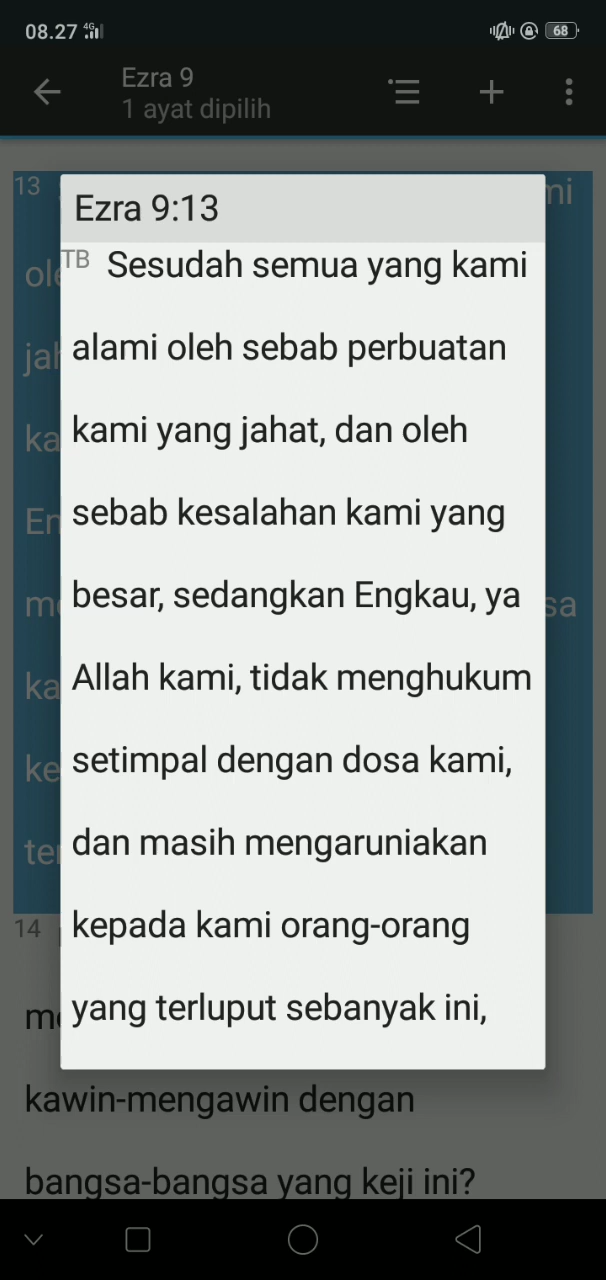 08.27 4G 68
Ezra 9
1 ayat dipilih
13
Ezra 9:13
TB Sesudah semua yang kami
alami oleh sebab perbuatan
kami yang jahat, dan oleh
sebab kesalahan kami yang
besar, sedangkan Engkau, ya
Allah kami, tidak menghukum
setimpal dengan dosa kami,
dan masih mengaruniakan
kepada kami orang-orang
yang terluput sebanyak ini,
14
kawin-mengawin dengan
bangsa-bangsa yang keji ini?